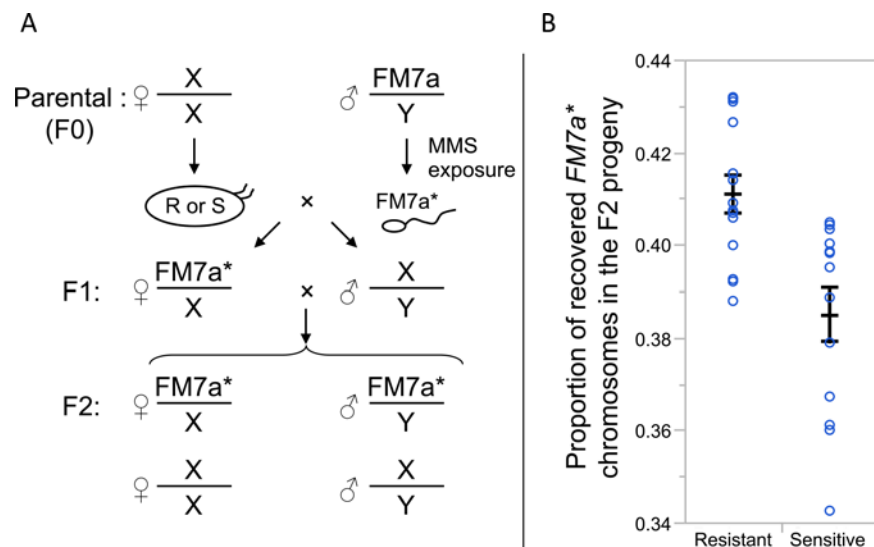 A
Parental :
(F0)
♀ X
X
♂ FM7a
Y
MMS
exposure
R or S
×
FM7a*
F1:
♀ FM7a*
X
×
♂ X
Y
F2:
♀ FM7a*
X
♂ FM7a*
Y
♀ X
X
♂ X
Y
B
Proportion of recovered FM7a*
chromosomes in the F2 progeny
0.44
0.42
0.40
0.38
0.36
0.34
Resistant
Sensitive